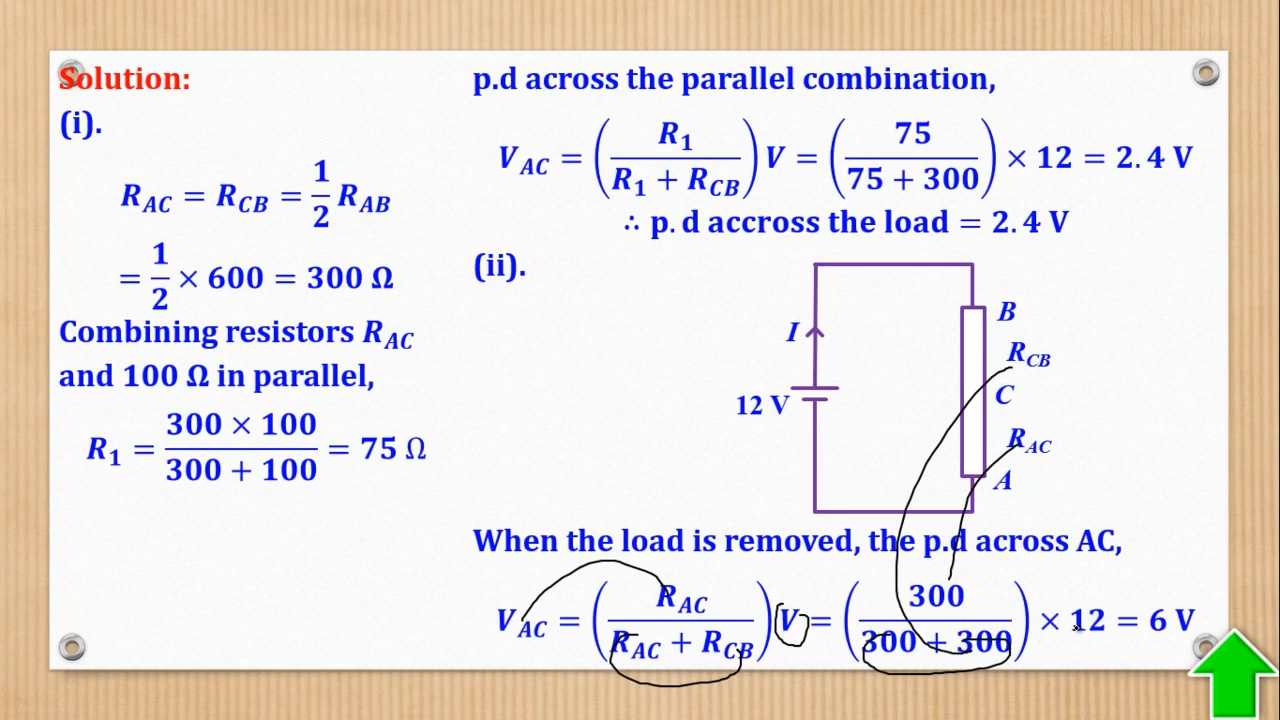 Solution:
(i).
R_AC = R_CB = 1/2 R_AB
= 1/2 × 600 = 300 Ω
Combining resistors R_AC
and 100 Ω in parallel,
R_1 = (300 × 100)/(300 + 100) = 75 Ω
p.d across the parallel combination,
V_AC = (R_1/(R_1 + R_CB)) V = (75/(75 + 300)) × 12 = 2.4 V
∴ p.d accross the load = 2.4 V
(ii).
B
I
R_CB
C
12 V
R_AC
A
When the load is removed, the p.d across AC,
V_AC = (R_AC/(R_AC + R_CB)) V = (300/(300 + 300)) × 12 = 6 V